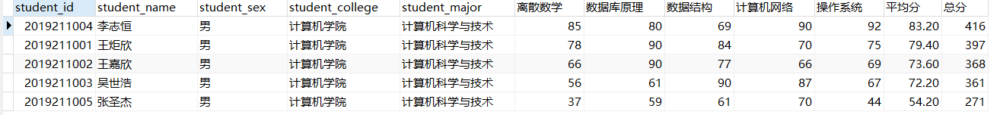 student_id student_name student_sex student_college student_major 离散数学 数据库原理 数据结构 计算机网络 操作系统 平均分 总分
2019211004 李志恒 男 计算机学院 计算机科学与技术 85 80 69 90 92 83.20 416
2019211001 王炬欣 男 计算机学院 计算机科学与技术 78 90 84 70 75 79.40 397
2019211002 王嘉欣 男 计算机学院 计算机科学与技术 66 90 77 66 69 73.60 368
2019211003 吴世浩 男 计算机学院 计算机科学与技术 56 61 90 87 67 72.20 361
2019211005 张圣杰 男 计算机学院 计算机科学与技术 37 59 61 70 44 54.20 271